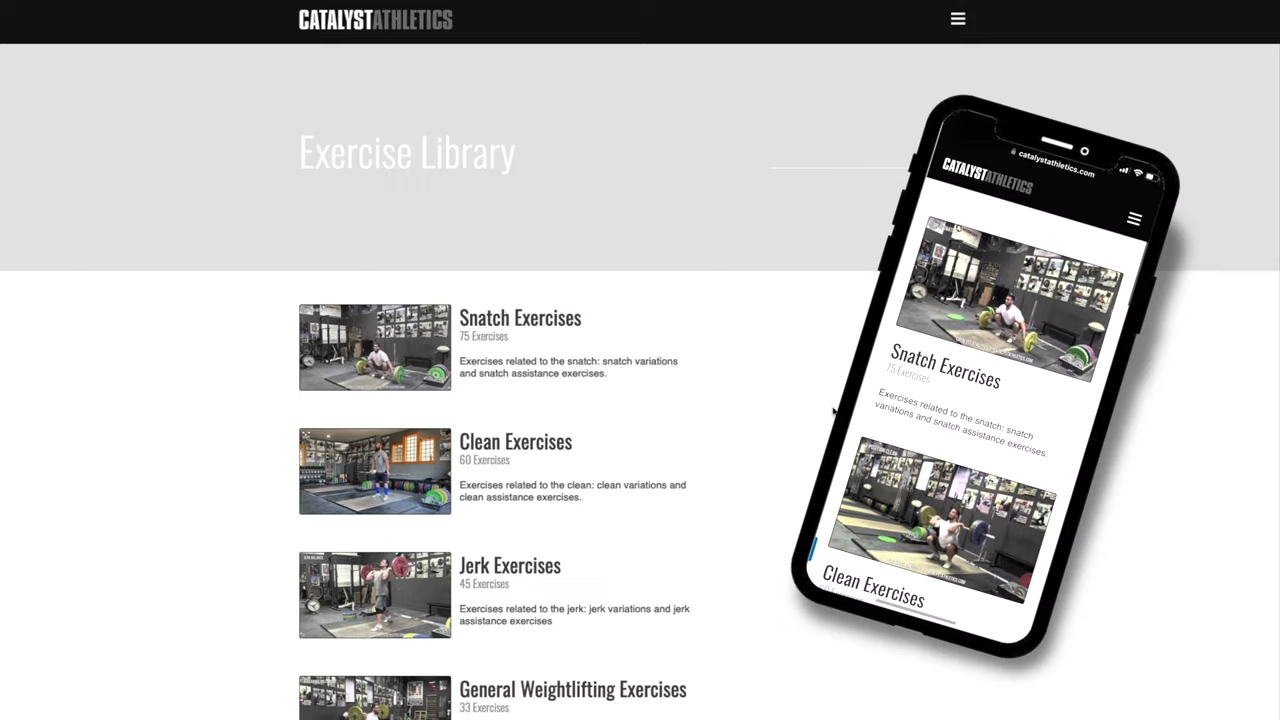 CATALYSTATHLETICS
Exercise Library
Snatch Exercises
75 Exercises
Exercises related to the snatch: snatch variations
and snatch assistance exercises.
Clean Exercises
60 Exercises
Exercises related to the clean: clean variations and
clean assistance exercises.
Jerk Exercises
45 Exercises
Exercises related to the jerk: jerk variations and jerk
assistance exercises
General Weightlifting Exercises
33 Exercises
catalystathletics.com
CATALYSTATHLETICS
Snatch Exercises
75 Exercises
Exercises related to the snatch: snatch
variations and snatch assistance exercises.
Clean Exercises